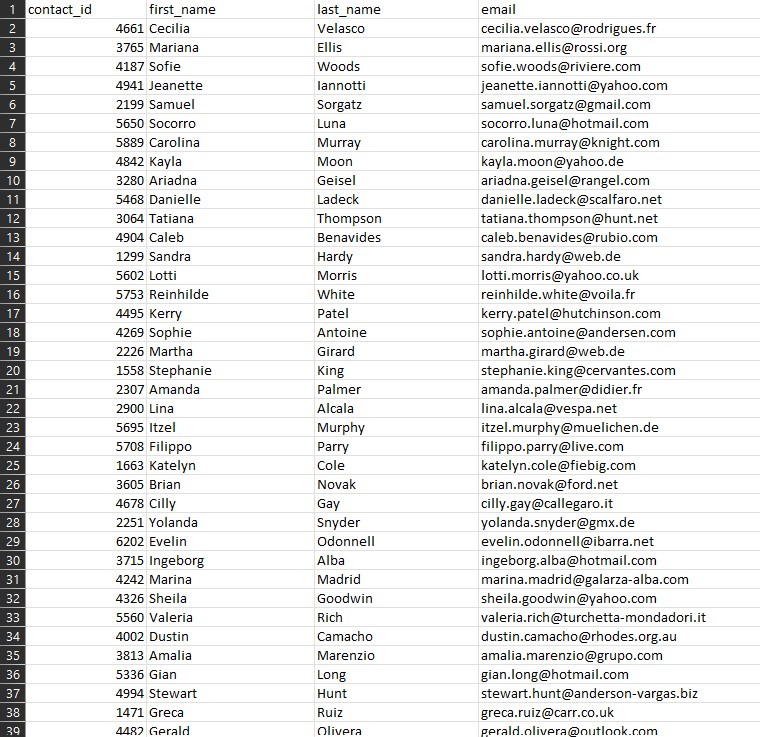 1 contact_id first_name last_name email
2 4661 Cecilia Velasco cecilia.velasco@rodrigues.fr
3 3765 Mariana Ellis mariana.ellis@rossi.org
4 4187 Sofie Woods sofie.woods@riviere.com
5 4941 Jeanette Iannotti jeanette.iannotti@yahoo.com
6 2199 Samuel Sorgatz samuel.sorgatz@gmail.com
7 5650 Socorro Luna socorro.luna@hotmail.com
8 5889 Carolina Murray carolina.murray@knight.com
9 4842 Kayla Moon kayla.moon@yahoo.de
10 3280 Ariadna Geisel ariadna.geisel@rangel.com
11 5468 Danielle Ladeck danielle.ladeck@scalfaro.net
12 3064 Tatiana Thompson tatiana.thompson@hunt.net
13 4904 Caleb Benavides caleb.benavides@rubio.com
14 1299 Sandra Hardy sandra.hardy@web.de
15 5602 Lotti Morris lotti.morris@yahoo.co.uk
16 5753 Reinhilde White reinhilde.white@voila.fr
17 4495 Kerry Patel kerry.patel@hutchinson.com
18 4269 Sophie Antoine sophie.antoine@andersen.com
19 2226 Martha Girard martha.girard@web.de
20 1558 Stephanie King stephanie.king@cervantes.com
21 2307 Amanda Palmer amanda.palmer@didier.fr
22 2900 Lina Alcala lina.alcala@vespa.net
23 5695 Itzel Murphy itzel.murphy@muelichen.de
24 5708 Filippo Parry filippo.parry@live.com
25 1663 Katelyn Cole katelyn.cole@fiebig.com
26 3605 Brian Novak brian.novak@ford.net
27 4678 Cilly Gay cilly.gay@callegaro.it
28 2251 Yolanda Snyder yolanda.snyder@gmx.de
29 6202 Evelin Odonnell evelin.odonnell@ibarra.net
30 3715 Ingeborg Alba ingeborg.alba@hotmail.com
31 4242 Marina Madrid marina.madrid@galarza-alba.com
32 4326 Sheila Goodwin sheila.goodwin@yahoo.com
33 5560 Valeria Rich valeria.rich@turchetta-mondadori.it
34 4002 Dustin Camacho dustin.camacho@rhodes.org.au
35 3813 Amalia Marenzio amalia.marenzio@grupo.com
36 5336 Gian Long gian.long@hotmail.com
37 4994 Stewart Hunt stewart.hunt@anderson-vargas.biz
38 1471 Greca Ruiz greca.ruiz@carr.co.uk
39 4482 Gerald Olivera gerald.olivera@outlook.com